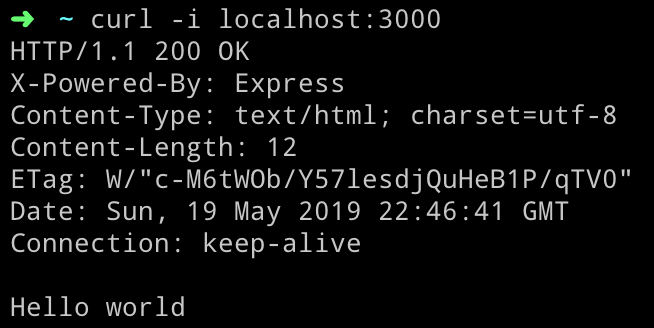 ➜ ~ curl -i localhost:3000
HTTP/1.1 200 OK
X-Powered-By: Express
Content-Type: text/html; charset=utf-8
Content-Length: 12
ETag: W/"c-M6tWOb/Y57lesdjQuHeB1P/qTV0"
Date: Sun, 19 May 2019 22:46:41 GMT
Connection: keep-alive

Hello world